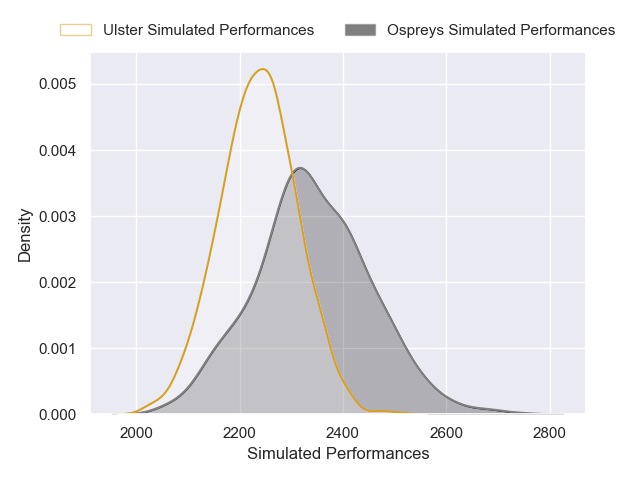 Ulster Simulated Performances Ospreys Simulated Performances
0.005
0.004
0.003
0.002
0.001
0.000
Density
2000 2200 2400 2600 2800
Simulated Performances